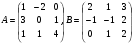 A = ( 1 -2 0 ) , B = ( 2 1 3 )
( 3 0 1 ) ( -1 -1 2 )
( 1 1 4 ) ( 0 1 2 )